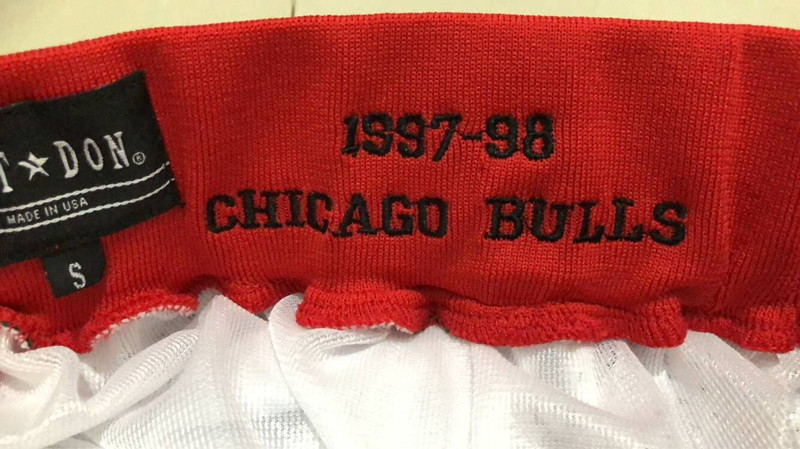 T★DON®
MADE IN USA
S
1997-98
CHICAGO BULLS